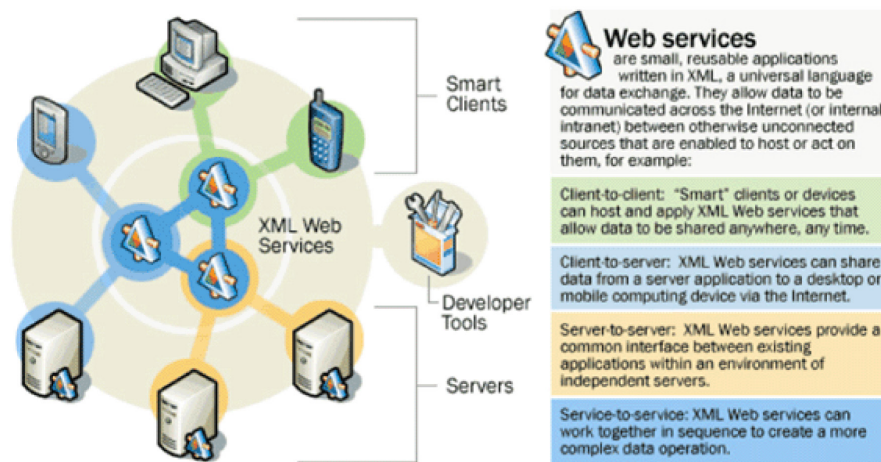 Smart
Clients
XML Web
Services
Developer
Tools
Servers
Web services
are small, reusable applications
written in XML, a universal language
for data exchange. They allow data to be
communicated across the Internet (or internal
intranet) between otherwise unconnected
sources that are enabled to host or act on
them, for example:
Client-to-client: "Smart" clients or devices
can host and apply XML Web services that
allow data to be shared anywhere, any time.
Client-to-server: XML Web services can share
data from a server application to a desktop or
mobile computing device via the Internet.
Server-to-server: XML Web services provide a
common interface between existing
applications within an environment of
independent servers.
Service-to-service: XML Web services can
work together in sequence to create a more
complex data operation.